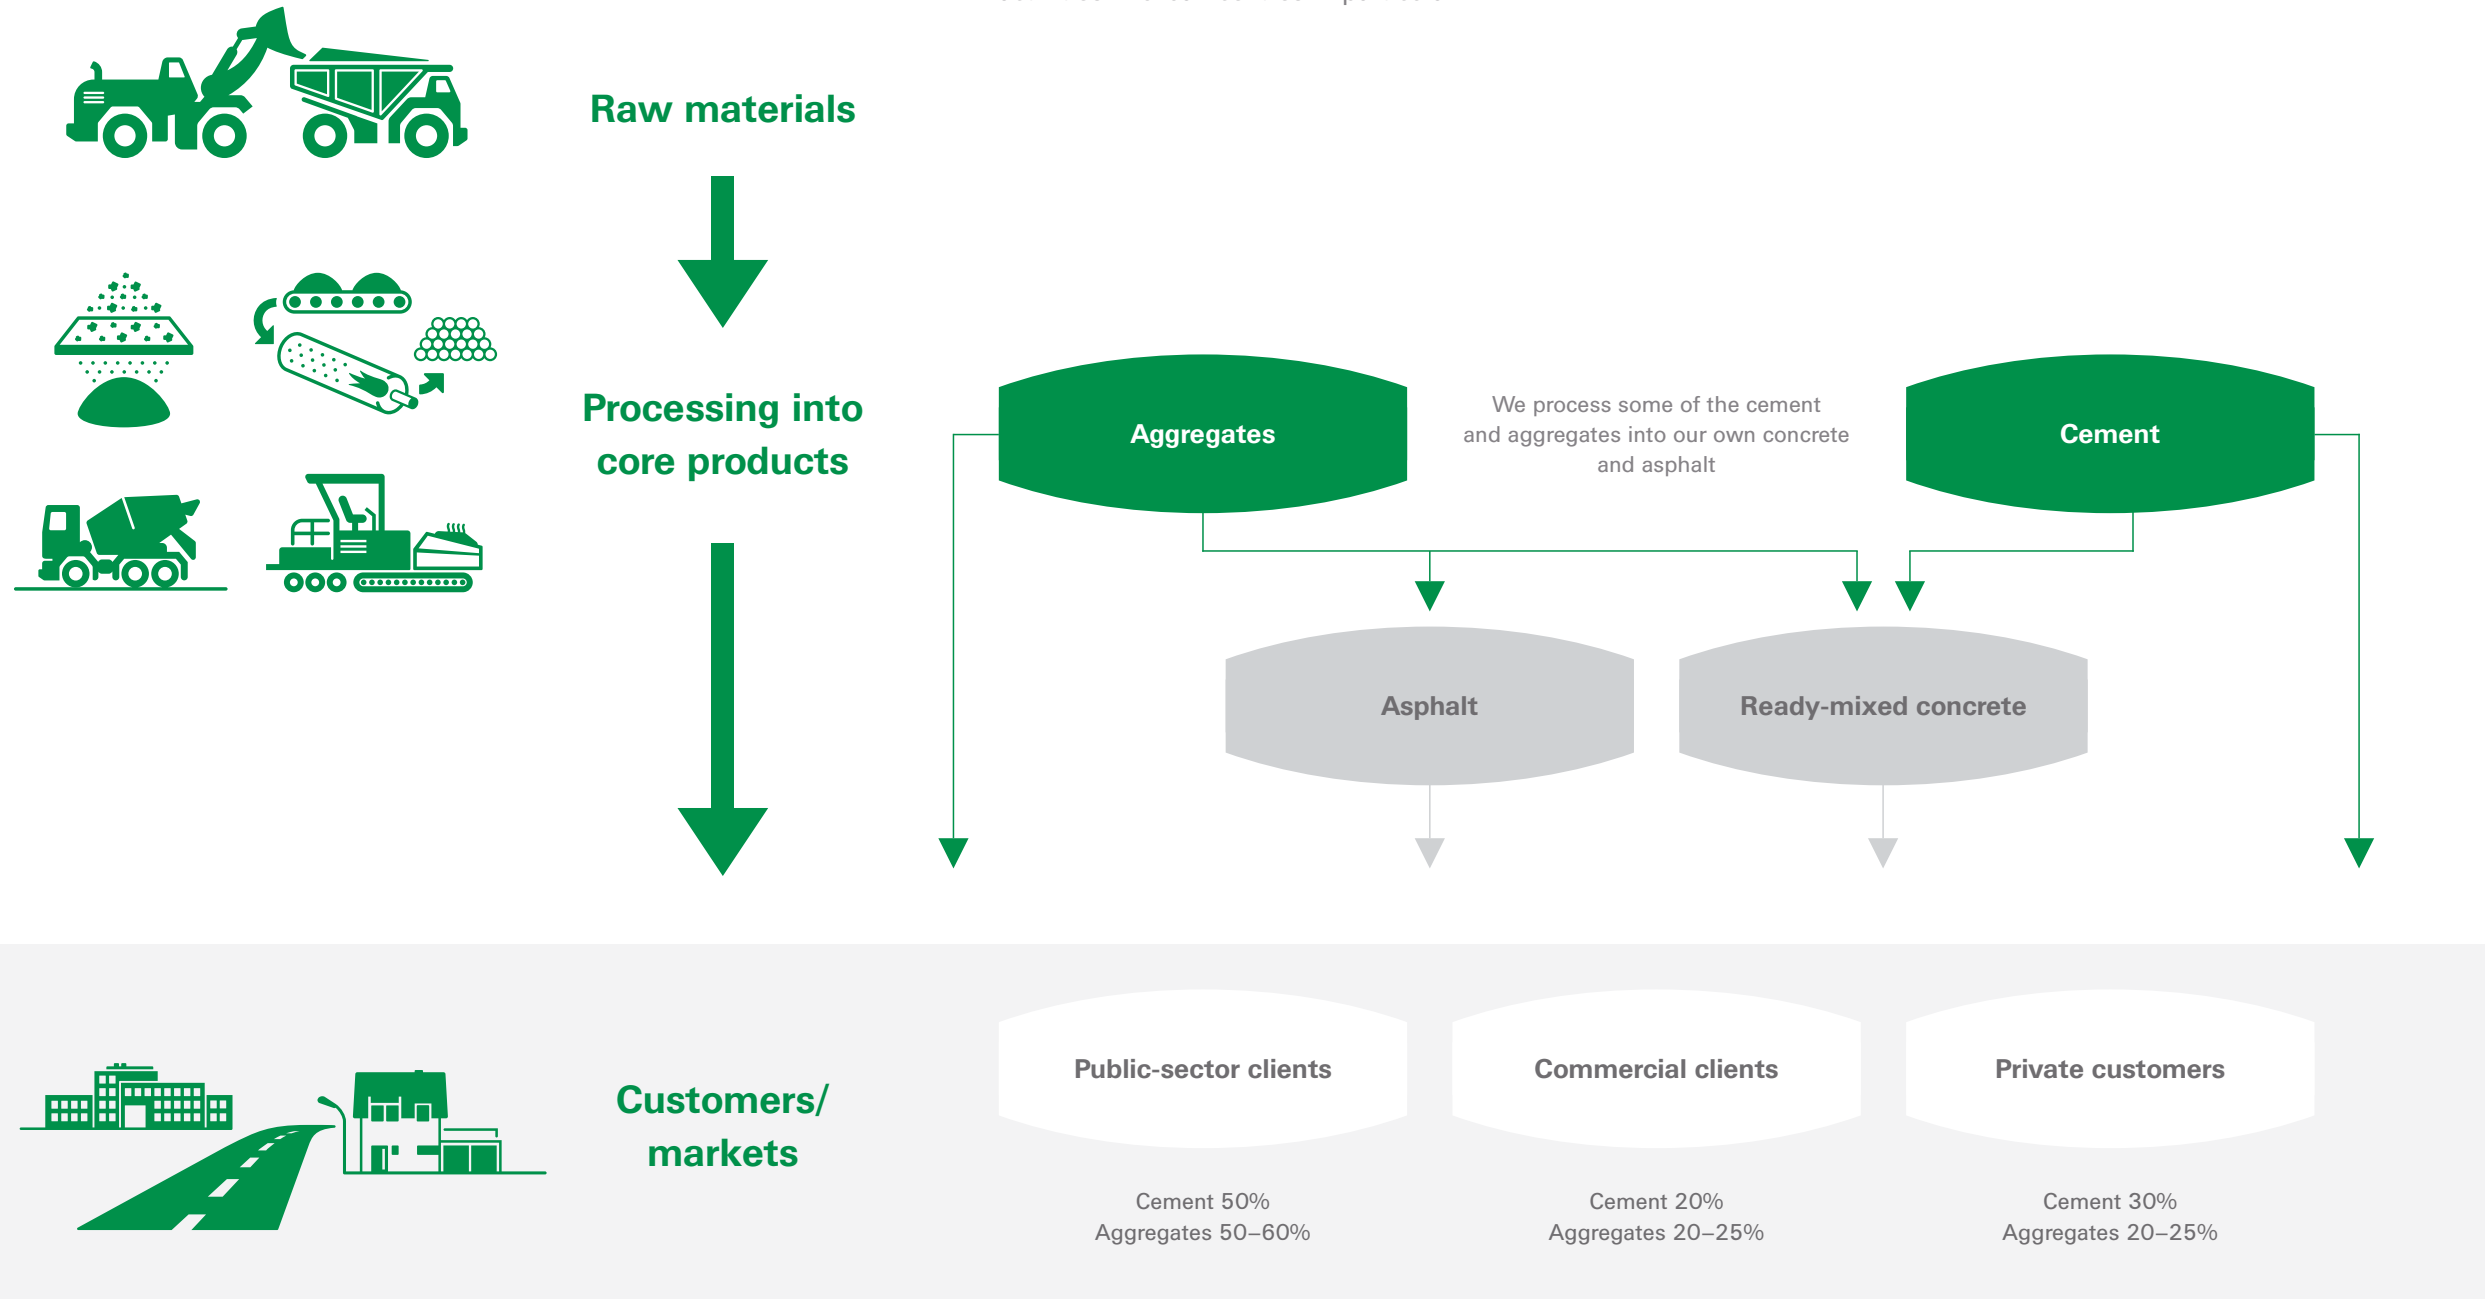 Raw materials
Processing into
core products
Aggregates
We process some of the cement
and aggregates into our own concrete
and asphalt
Cement
Asphalt
Ready-mixed concrete
Customers/
markets
Public-sector clients
Commercial clients
Private customers
Cement 50%
Aggregates 50–60%
Cement 20%
Aggregates 20–25%
Cement 30%
Aggregates 20–25%